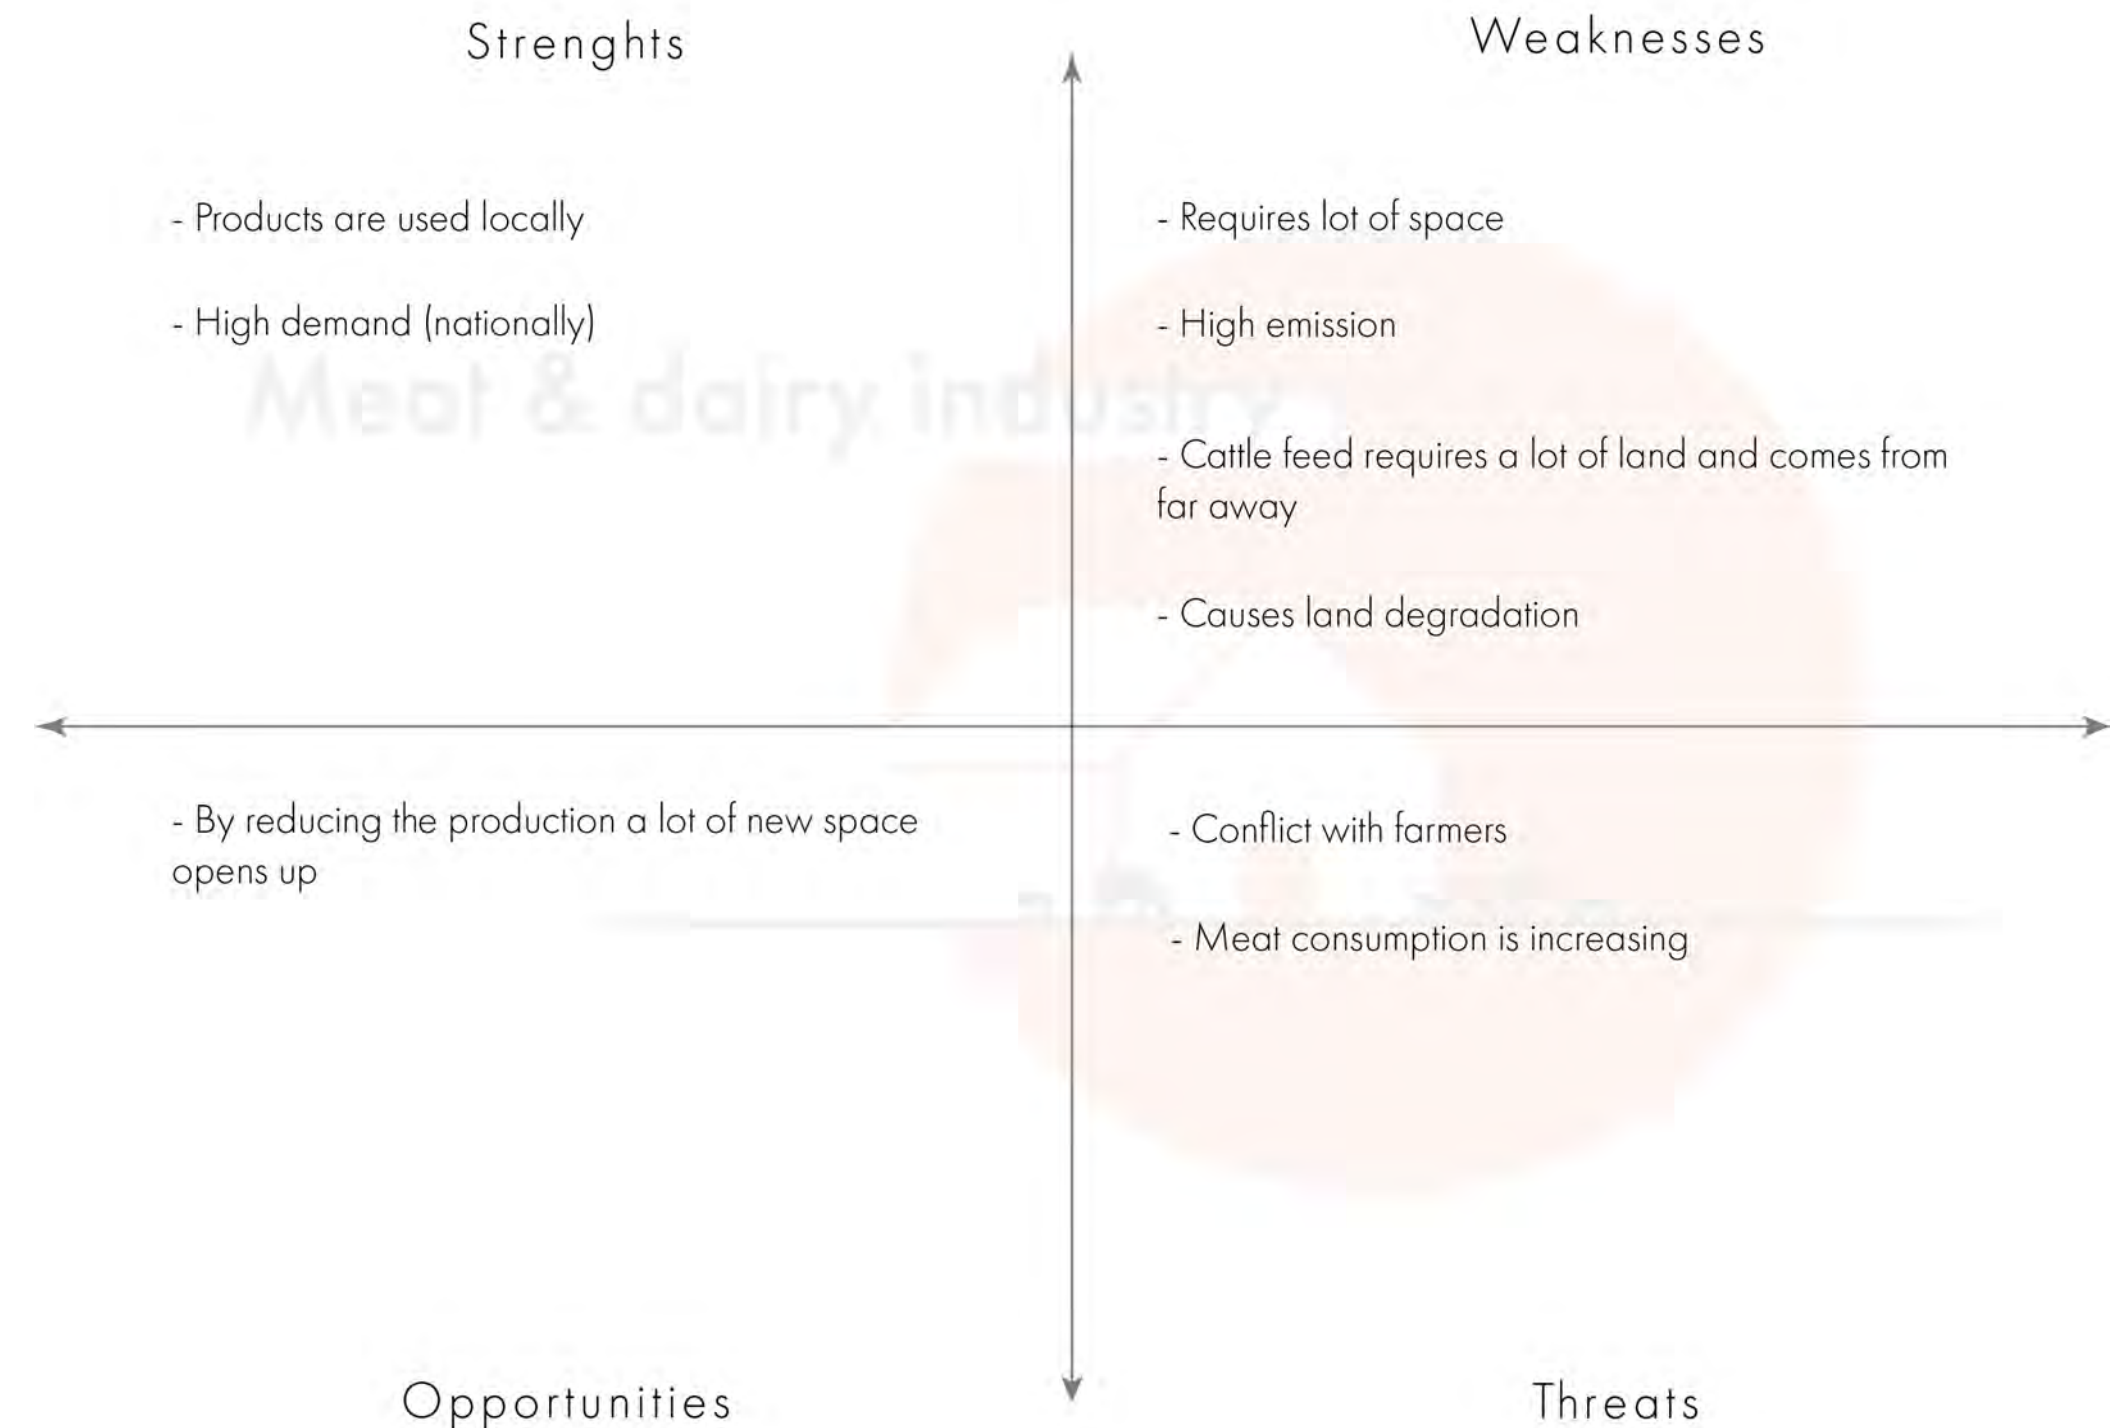 Strenghts
Weaknesses
- Products are used locally
- High demand (nationally)
Meat & dairy industry
- Requires lot of space
- High emission
- Cattle feed requires a lot of land and comes from
far away
- Causes land degradation
- By reducing the production a lot of new space
opens up
- Conflict with farmers
- Meat consumption is increasing
Opportunities
Threats